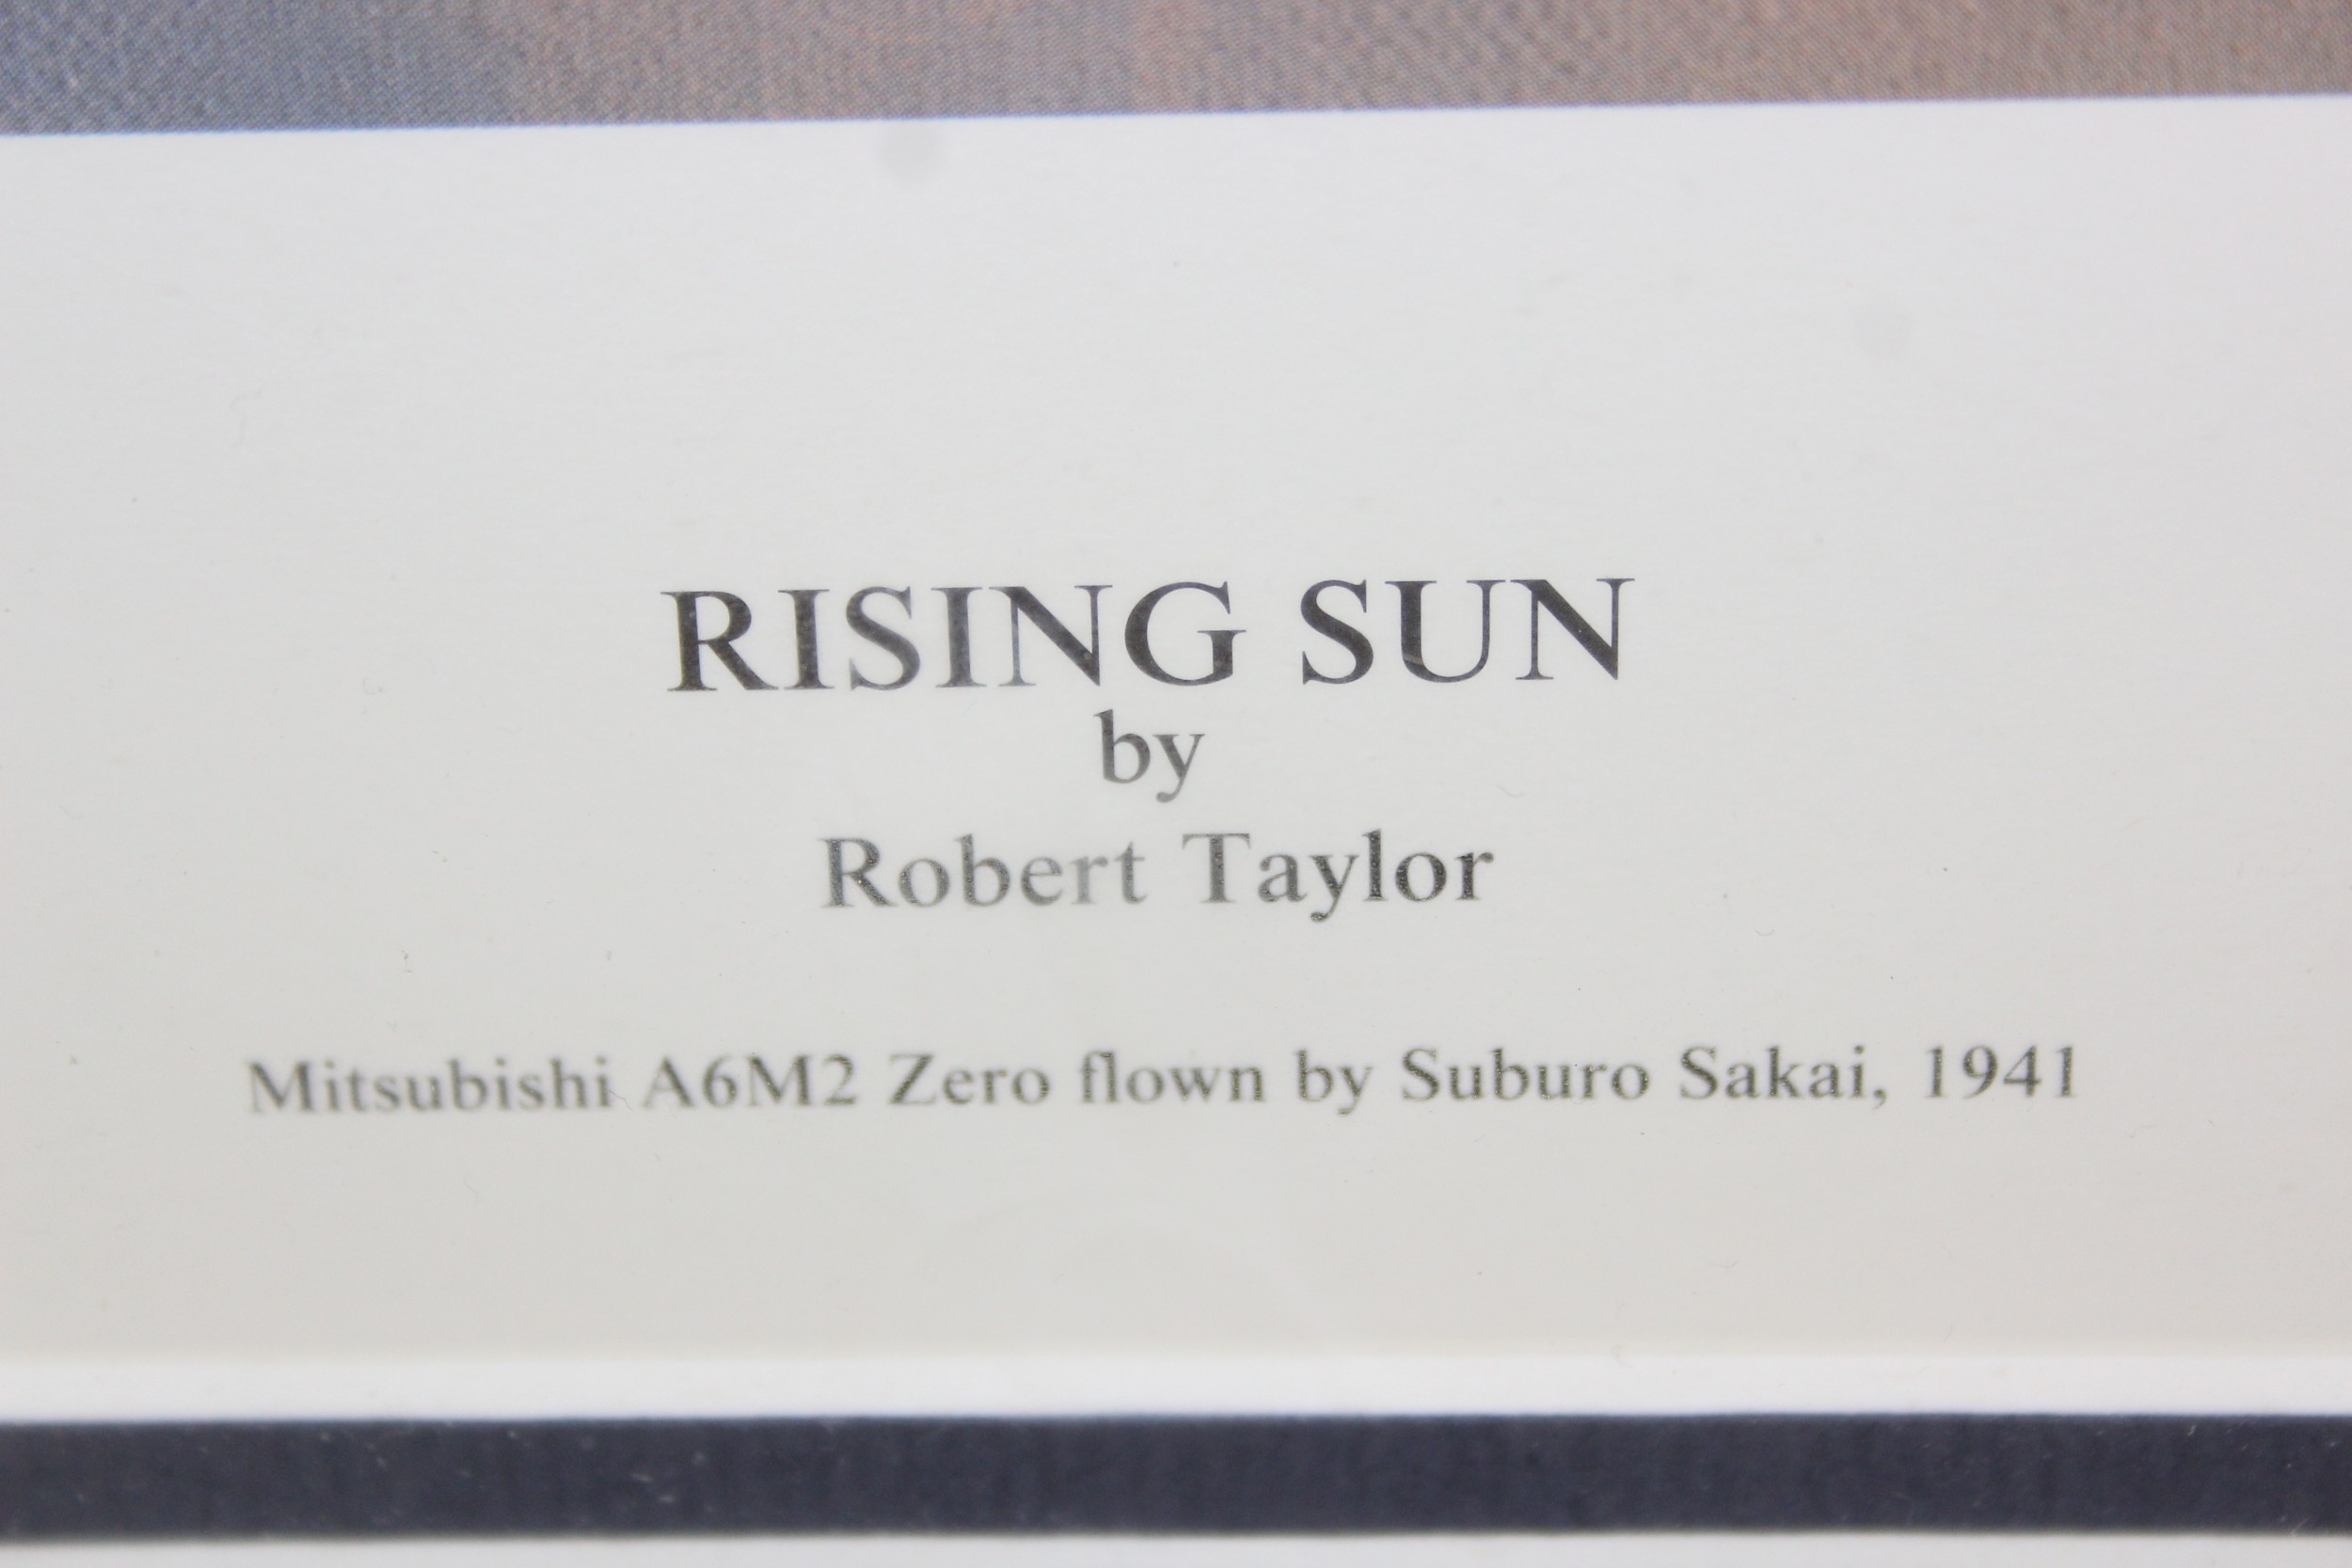 RISING SUN
by
Robert Taylor
Mitsubishi A6M2 Zero flown by Suburo Sakai, 1941